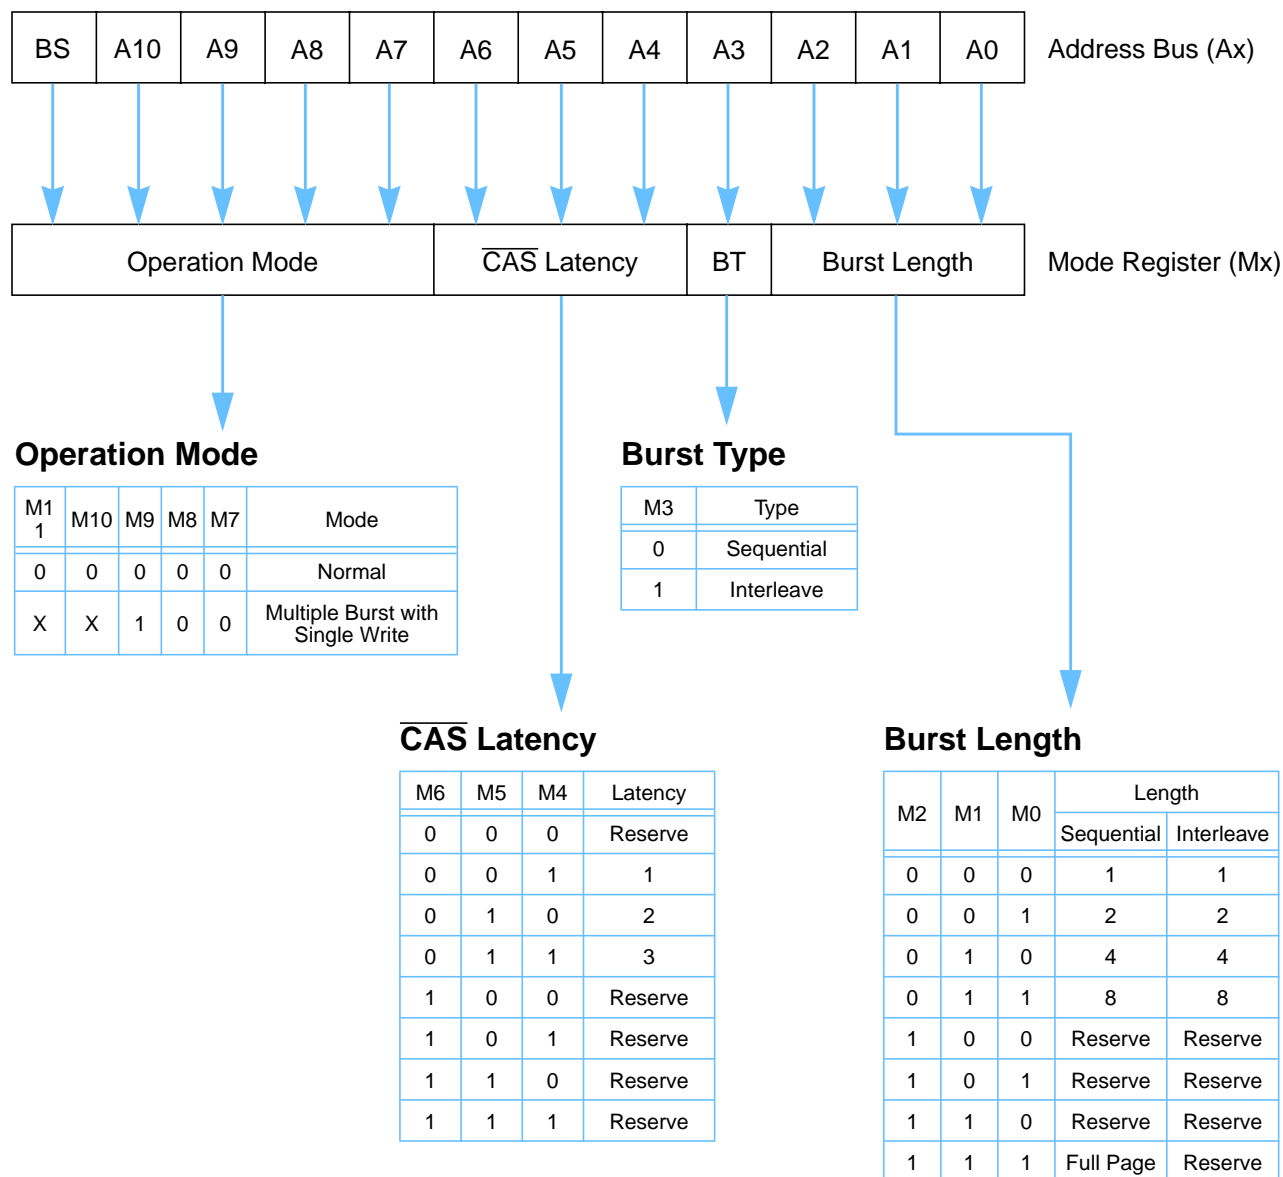 BS A10 A9 A8 A7 A6 A5 A4 A3 A2 A1 A0 Address Bus (Ax)
Operation Mode CAS Latency BT Burst Length Mode Register (Mx)
Operation Mode
M1
1 M10 M9 M8 M7 Mode
0 0 0 0 0 Normal
X X 1 0 0 Multiple Burst with
Single Write
Burst Type
M3 Type
0 Sequential
1 Interleave
CAS Latency
M6 M5 M4 Latency
0 0 0 Reserve
0 0 1 1
0 1 0 2
0 1 1 3
1 0 0 Reserve
1 0 1 Reserve
1 1 0 Reserve
1 1 1 Reserve
Burst Length
M2 M1 M0 Length
Sequential Interleave
0 0 0 1 1
0 0 1 2 2
0 1 0 4 4
0 1 1 8 8
1 0 0 Reserve Reserve
1 0 1 Reserve Reserve
1 1 0 Reserve Reserve
1 1 1 Full Page Reserve